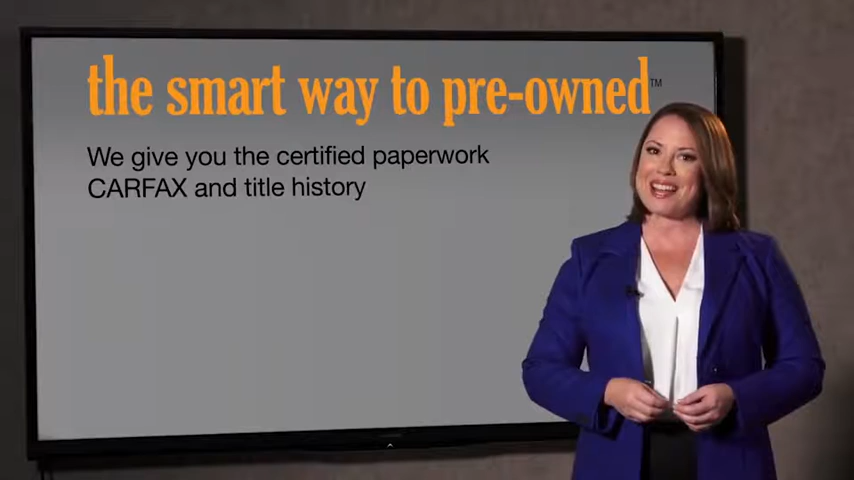 the smart way to pre-owned™
We give you the certified paperwork
CARFAX and title history